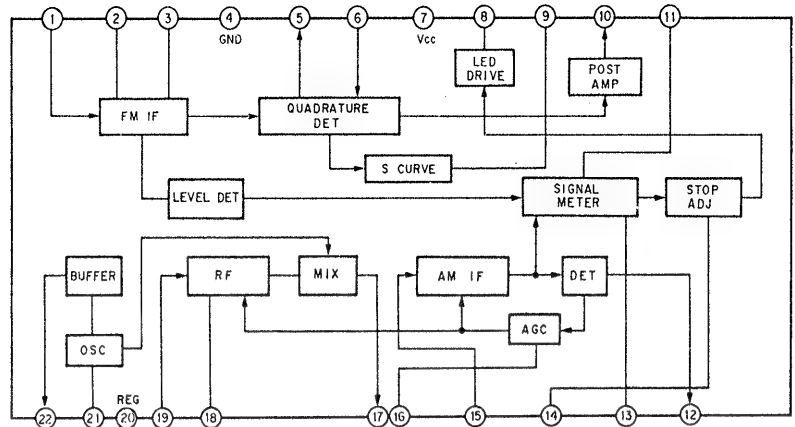 1 2 3 4 5 6 7 8 9 10 11
GND
Vcc
LED
DRIVE
POST
AMP
FM IF
QUADRATURE
DET
S CURVE
LEVEL DET
SIGNAL
METER
STOP
ADJ
BUFFER
RF
MIX
AM IF
DET
OSC
AGC
REG
22 21 20 19 18 17 16 15 14 13 12